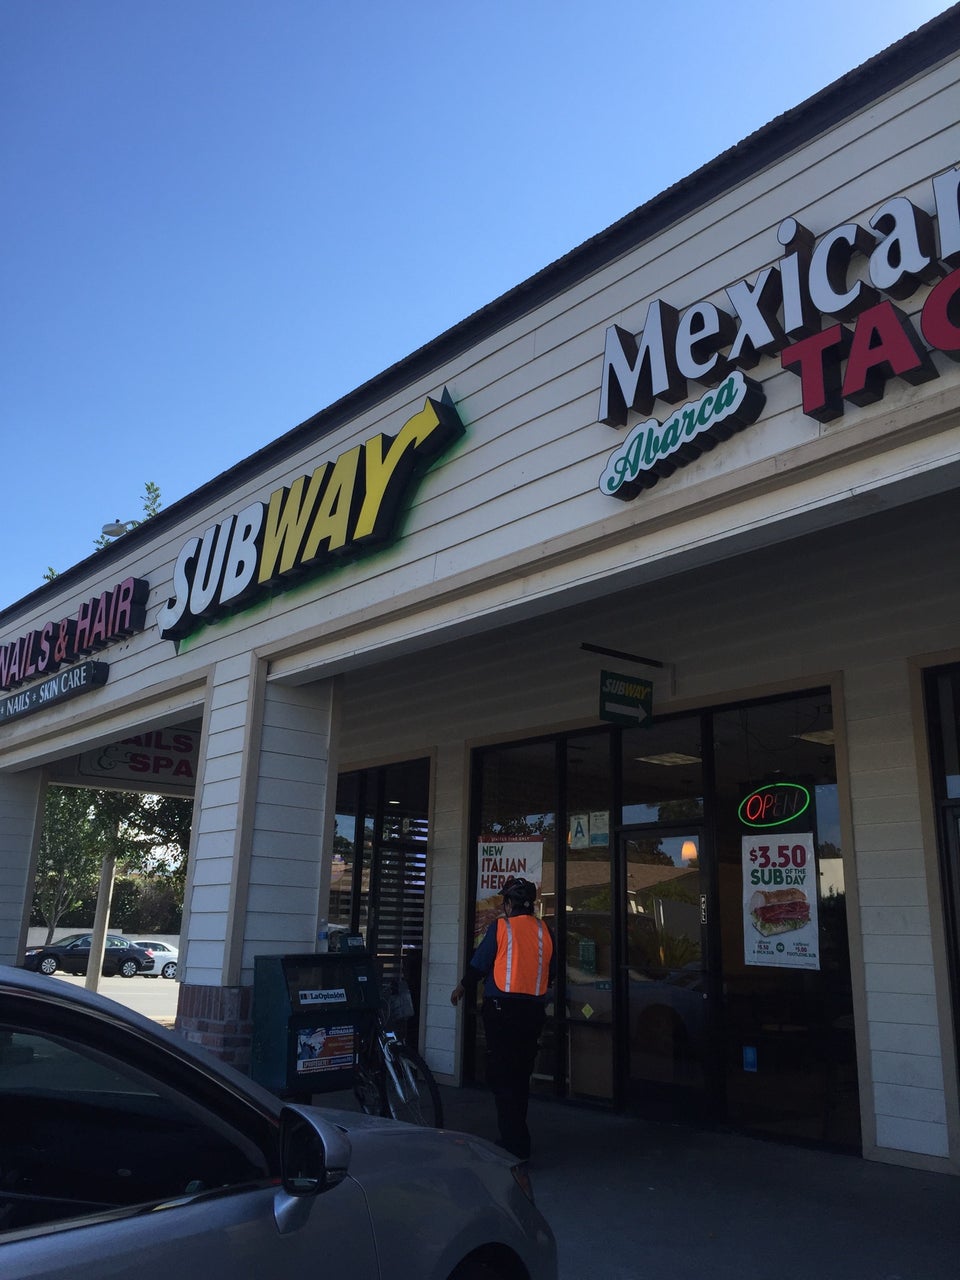 Mexican
Abarca
TAC
SUBWAY
NAILS & HAIR
* NAILS * SKIN CARE
AILS
& SPA
SUBWAY
OPEN
A
NEW
ITALIAN
HERO
$3.50
SUB OF THE
DAY
LaOpinión